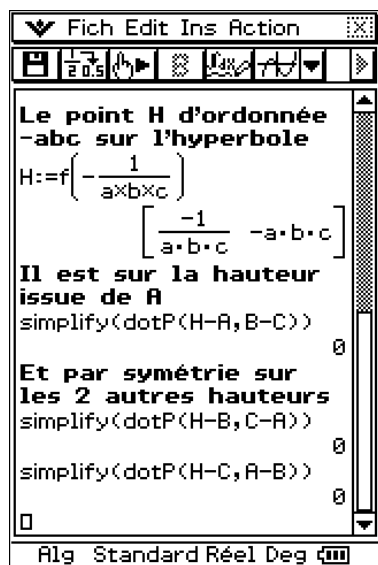 Fich Edit Ins Action
Le point H d'ordonnée
-abc sur l'hyperbole
H:=f(-1/(a×b×c))
[-1/(a·b·c) -a·b·c]
Il est sur la hauteur
issue de A
simplify(dotP(H-A,B-C))
0
Et par symétrie sur
les 2 autres hauteurs
simplify(dotP(H-B,C-A))
0
simplify(dotP(H-C,A-B))
0
Alg Standard Réel Deg